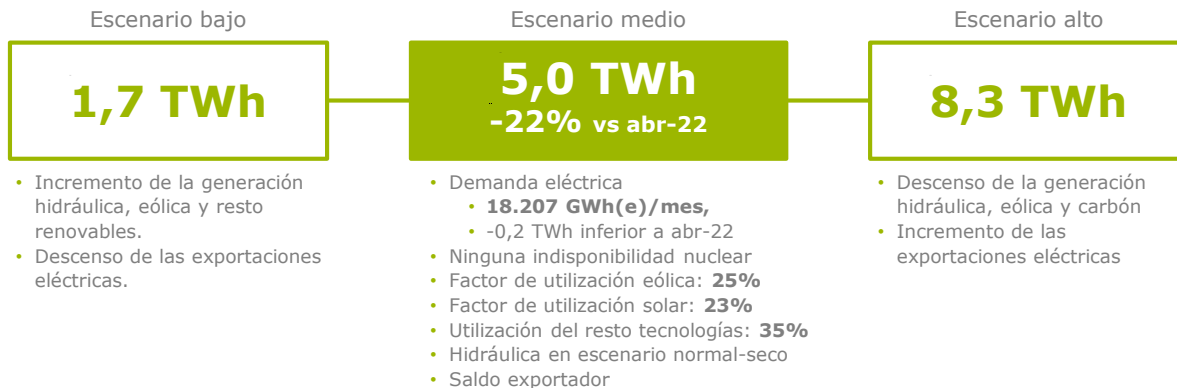 Escenario bajo
1,7 TWh
• Incremento de la generación
hidráulica, eólica y resto
renovables.
• Descenso de las exportaciones
eléctricas.
Escenario medio
5,0 TWh
-22% vs abr-22
• Demanda eléctrica
• 18.207 GWh(e)/mes,
• -0,2 TWh inferior a abr-22
• Ninguna indisponibilidad nuclear
• Factor de utilización eólica: 25%
• Factor de utilización solar: 23%
• Utilización del resto tecnologías: 35%
• Hidráulica en escenario normal-seco
• Saldo exportador
Escenario alto
8,3 TWh
• Descenso de la generación
hidráulica, eólica y carbón
• Incremento de las
exportaciones eléctricas